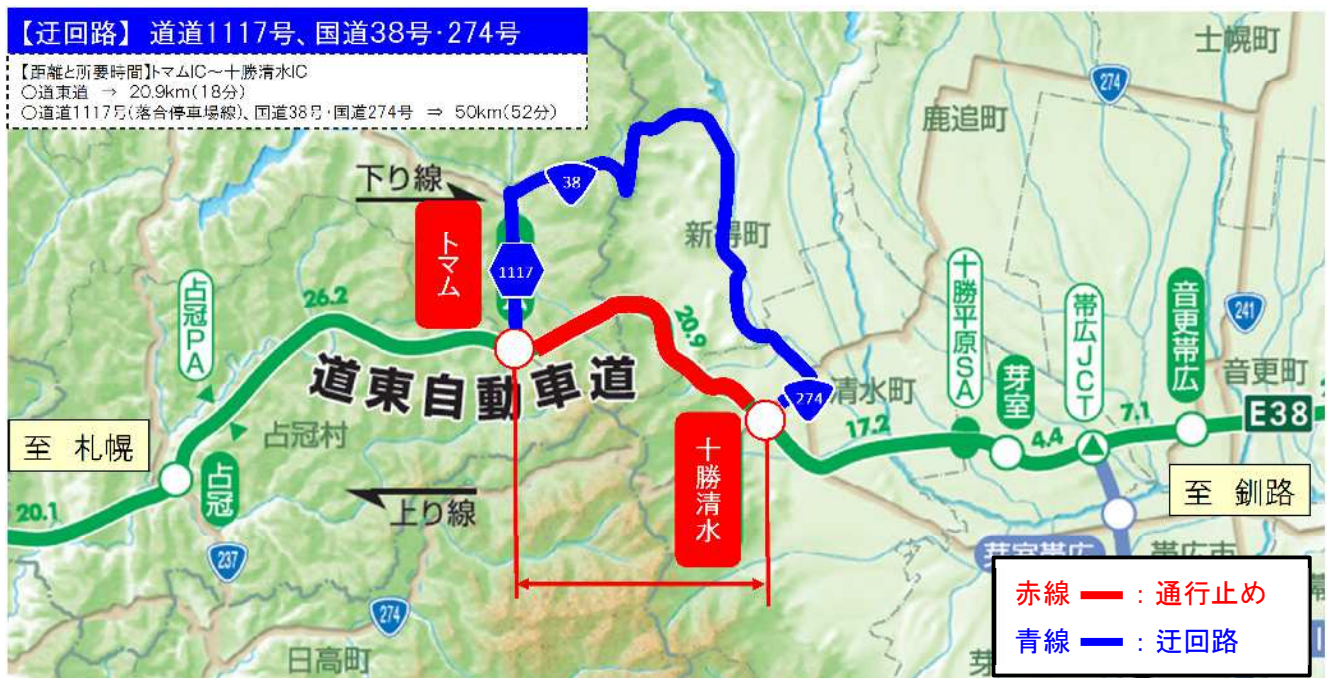 【迂回路】 道道1117号、国道38号・274号
【距離と所要時間】トマムIC～十勝清水IC
○道東道 → 20.9km(18分)
○道道1117号(落合停車場線)、国道38号・国道274号 ⇒ 50km(52分)
士幌町
274
鹿追町
下り線
38
新得町
トマム
1117
占冠PA
26.2
20.9
十勝平原SA
帯広JCT
音更帯広
241
音更町
道東自動車道
274
清水町
芽室
7.1
E38
至 札幌
占冠村
17.2
4.4
十勝清水
占冠
上り線
至 釧路
20.1
237
芽室帯広
帯広市
274
日高町
赤線 ━ : 通行止め
青線 ━ : 迂回路